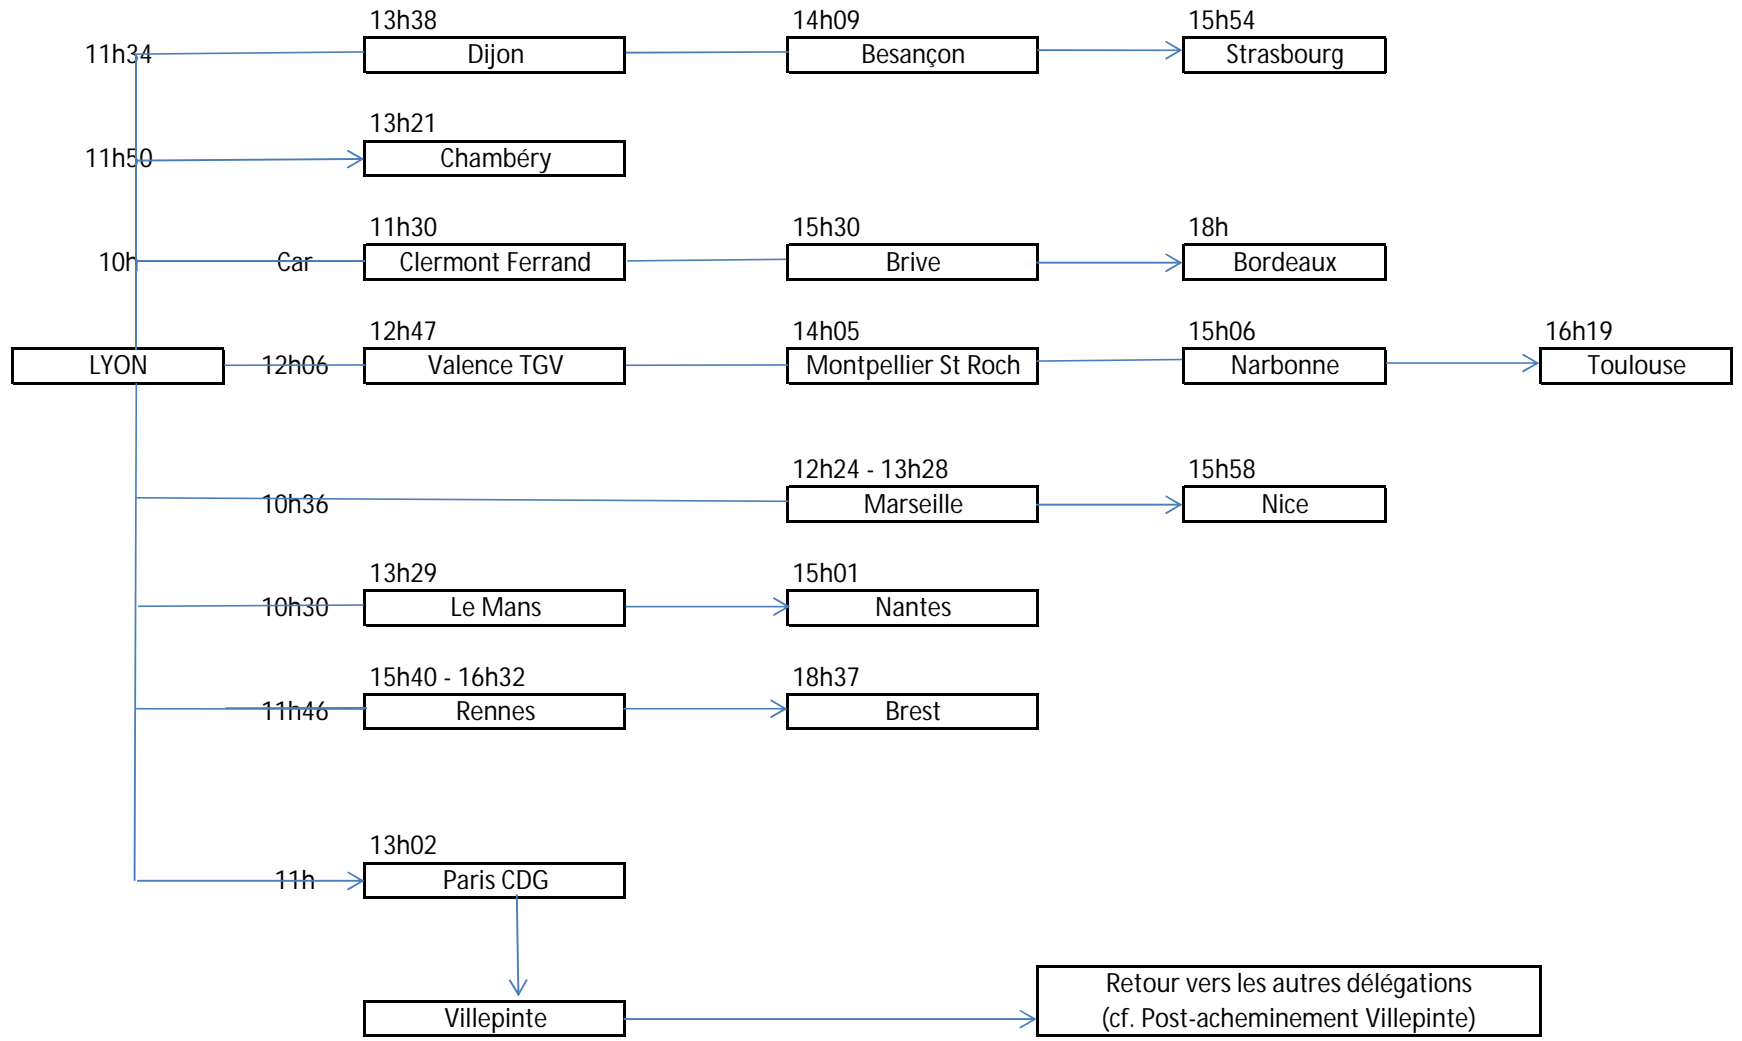 13h38 14h09 15h54
11h34 Dijon Besançon Strasbourg
13h21
11h50 Chambéry
11h30 15h30 18h
10h Car Clermont Ferrand Brive Bordeaux
12h47 14h05 15h06 16h19
LYON 12h06 Valence TGV Montpellier St Roch Narbonne Toulouse
12h24 - 13h28 15h58
10h36 Marseille Nice
13h29 15h01
10h30 Le Mans Nantes
15h40 - 16h32 18h37
11h46 Rennes Brest
13h02
11h Paris CDG
Retour vers les autres délégations
Villepinte (cf. Post-acheminement Villepinte)